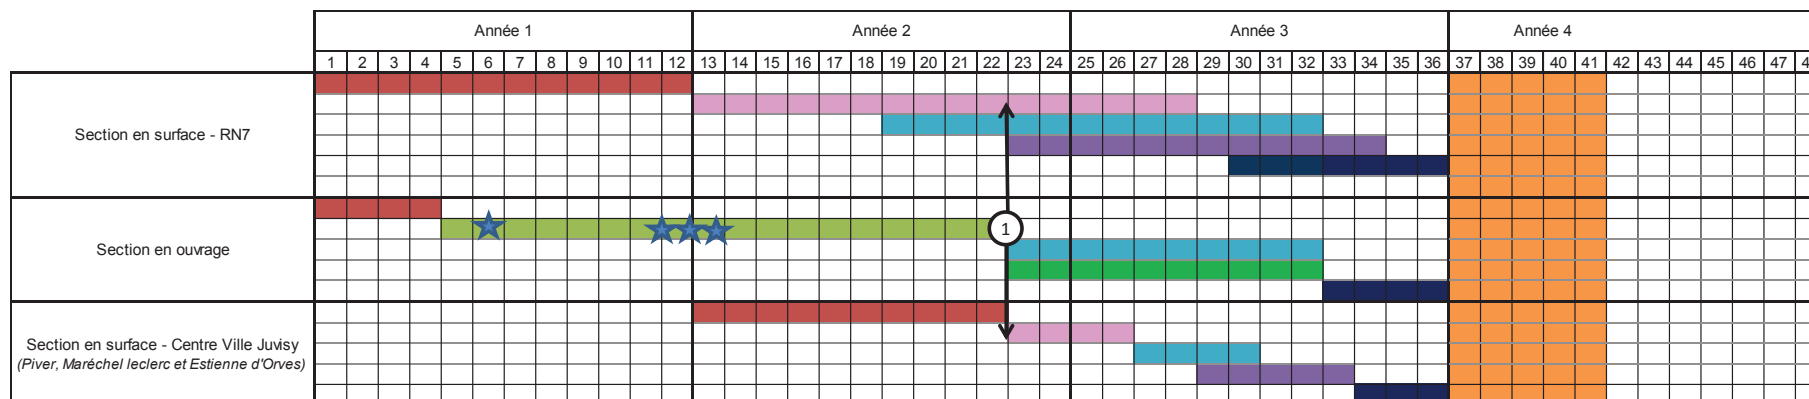 Année 1 Année 2 Année 3 Année 4
1 2 3 4 5 6 7 8 9 10 11 12 13 14 15 16 17 18 19 20 21 22 23 24 25 26 27 28 29 30 31 32 33 34 35 36 37 38 39 40 41 42 43 44 45 46 47 4
Section en surface - RN7
1
Section en ouvrage
Section en surface - Centre Ville Juvisy
(Piver, Maréchel leclerc et Estienne d'Orves)